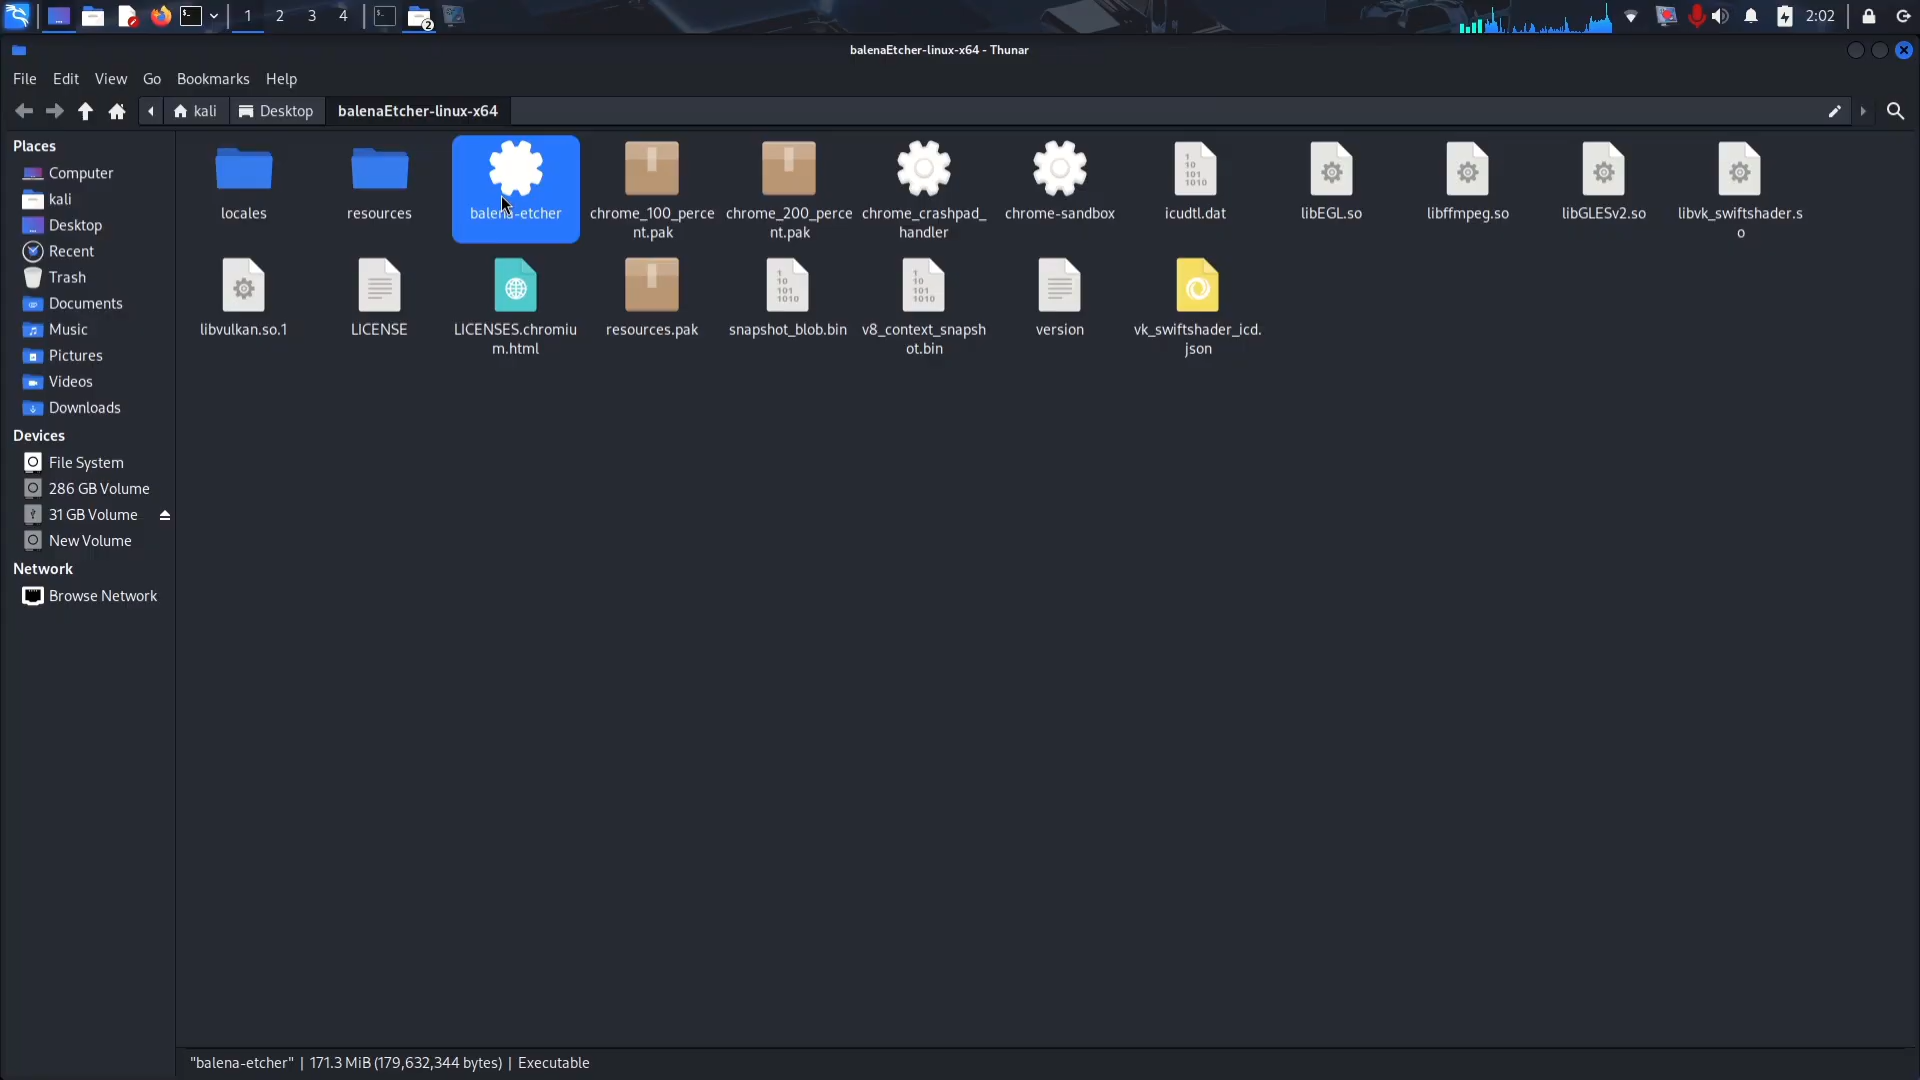 1 2 3 4 2 2:02
balenaEtcher-linux-x64 - Thunar
File Edit View Go Bookmarks Help
kali Desktop balenaEtcher-linux-x64
Places
Computer
kali
Desktop
Recent
Trash
Documents
Music
Pictures
Videos
Downloads
Devices
File System
286 GB Volume
31 GB Volume
New Volume
Network
Browse Network
locales resources balena-etcher chrome_100_perce chrome_200_perce chrome_crashpad_ chrome-sandbox icudtl.dat libEGL.so libffmpeg.so libGLESv2.so libvk_swiftshader.s
nt.pak nt.pak handler o
libvulkan.so.1 LICENSE LICENSES.chromiu resources.pak snapshot_blob.bin v8_context_snapsh version vk_swiftshader_icd.
m.html ot.bin json
"balena-etcher" | 171.3 MiB (179,632,344 bytes) | Executable